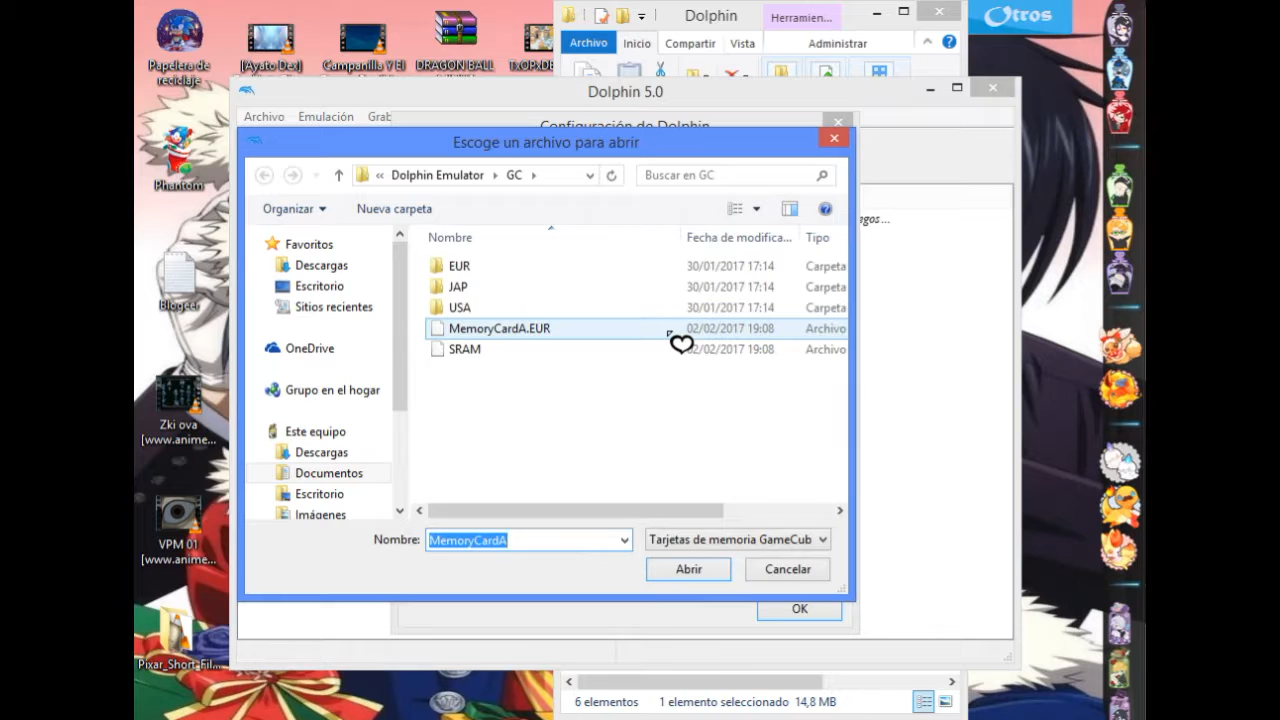 Papelera de
reciclaje
[Ayato Dex]
Campanilla Y El
DRAGON BALL
Phantom
Blogeer
Zki ova
[www.anime...
VPM 01
[www.anime...
Pixar_Short_Fil...
Otros
Dolphin
Herramien...
Archivo
Inicio
Compartir
Vista
Administrar
Dolphin 5.0
Archivo
Emulación
Grab
Configuración de Dolphin
egos ...
Escoge un archivo para abrir
« Dolphin Emulator
GC
Buscar en GC
Organizar
Nueva carpeta
Nombre
Fecha de modifica...
Tipo
Favoritos
Descargas
Escritorio
Sitios recientes
OneDrive
Grupo en el hogar
Este equipo
Descargas
Documentos
Escritorio
Imágenes
EUR 30/01/2017 17:14 Carpeta
JAP 30/01/2017 17:14 Carpeta
USA 30/01/2017 17:14 Carpeta
MemoryCardA.EUR 02/02/2017 19:08 Archivo
SRAM 02/02/2017 19:08 Archivo
Nombre:
MemoryCardA
Tarjetas de memoria GameCub
Abrir
Cancelar
OK
6 elementos
1 elemento seleccionado 14,8 MB